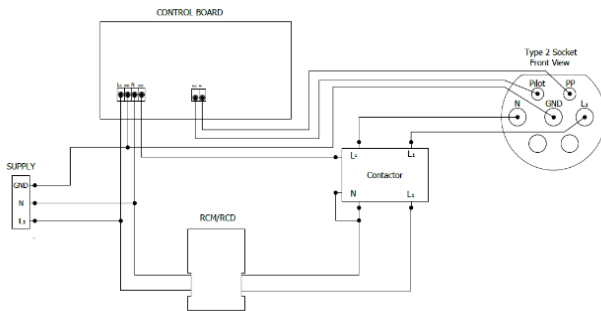 CONTROL BOARD
Type 2 Socket
Front View
Pilot
PP
N
GND
L₁
L₁
N
L₁
L₁
Contactor
N
L₁
SUPPLY
GND
N
L₁
RCM/RCD